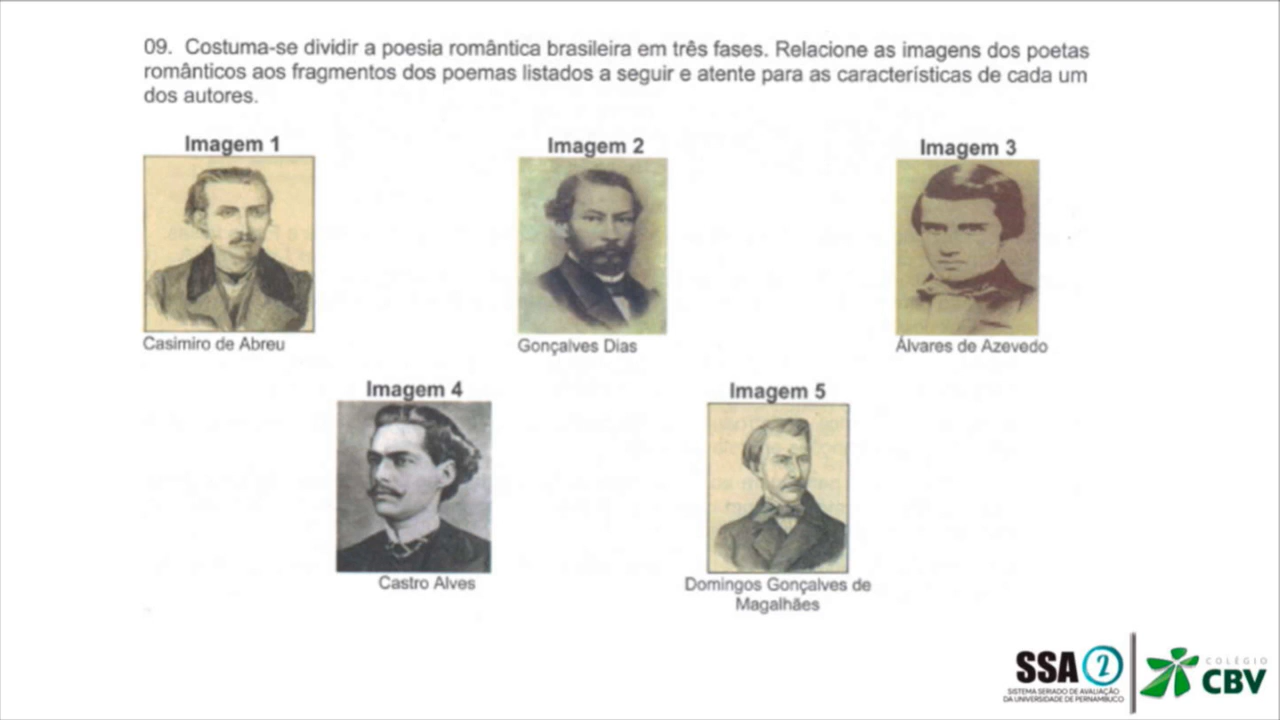 09. Costuma-se dividir a poesia romântica brasileira em três fases. Relacione as imagens dos poetas
românticos aos fragmentos dos poemas listados a seguir e atente para as características de cada um
dos autores.
Imagem 1
Imagem 2
Imagem 3
Casimiro de Abreu
Gonçalves Dias
Álvares de Azevedo
Imagem 4
Imagem 5
Castro Alves
Domingos Gonçalves de
Magalhães
SSA 2
SISTEMA SERIADO DE AVALIAÇÃO
DA UNIVERSIDADE DE PERNAMBUCO
COLÉGIO
CBV